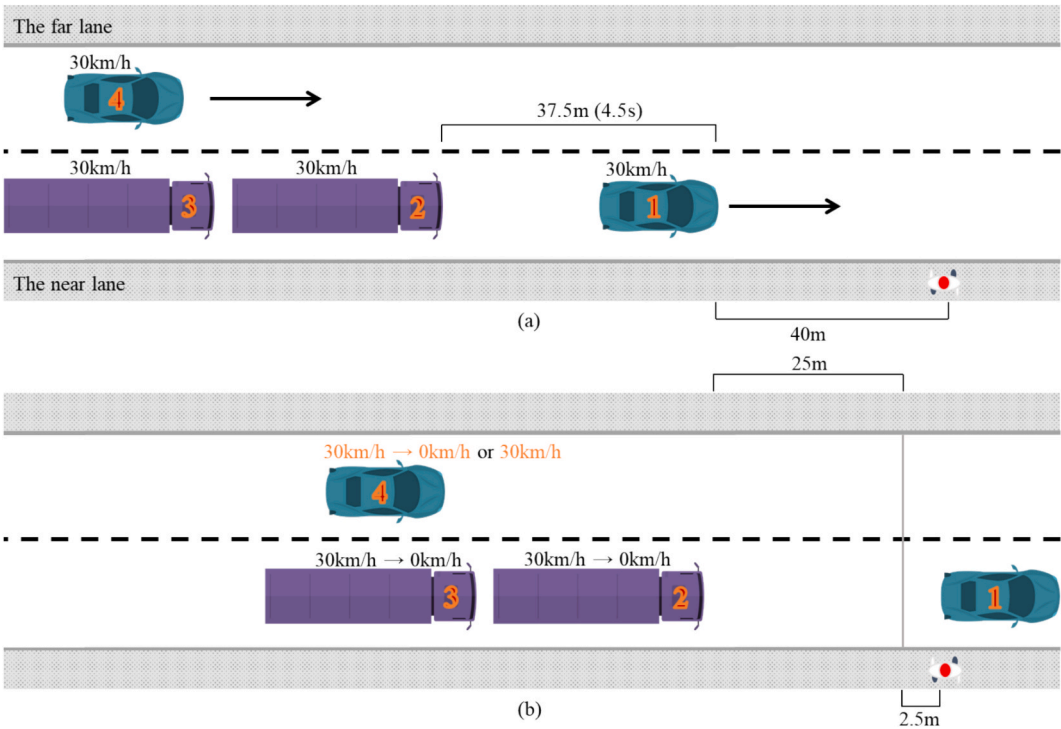 The far lane
30km/h
4
37.5m (4.5s)
30km/h
30km/h
30km/h
3
2
1
The near lane
(a)
40m
25m
30km/h → 0km/h or 30km/h
4
30km/h → 0km/h
30km/h → 0km/h
3
2
1
(b)
2.5m